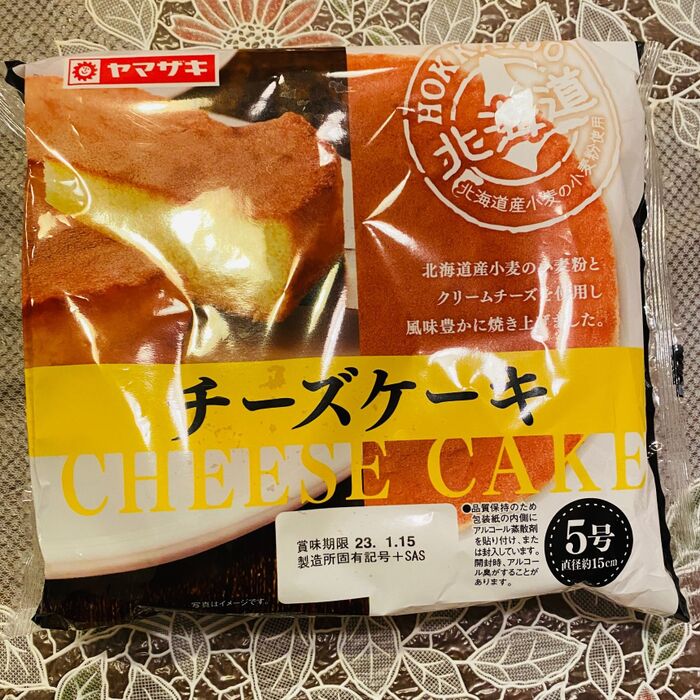 ヤマザキ
HOKKAIDO
北海道
北海道産小麦の小麦粉使用
北海道産小麦の小麦粉と
クリームチーズを使用し
風味豊かに焼き上げました。
チーズケーキ
CHEESE CAKE
賞味期限 23. 1.15
製造所固有記号+SAS
●品質保持のため
包装紙の内側に
アルコール蒸散剤
を貼り付け、また
は封入しています。
開封時、アルコー
ル臭がすることが
あります。
5号
直径約15cm
写真はイメージです。